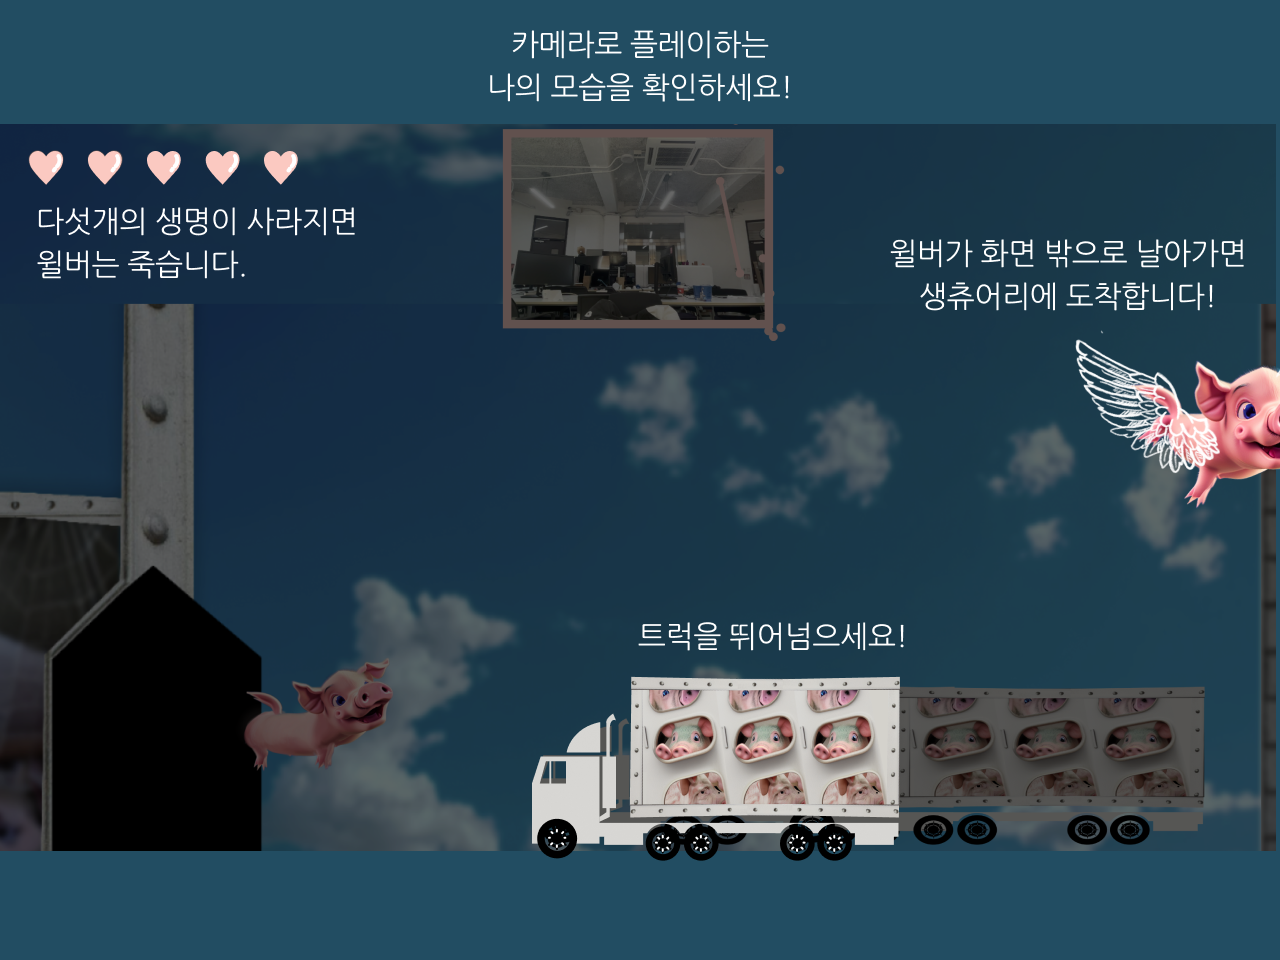 카메라로 플레이하는
나의 모습을 확인하세요!
다섯개의 생명이 사라지면
윌버는 죽습니다.
윌버가 화면 밖으로 날아가면
생츄어리에 도착합니다!
트럭을 뛰어넘으세요!